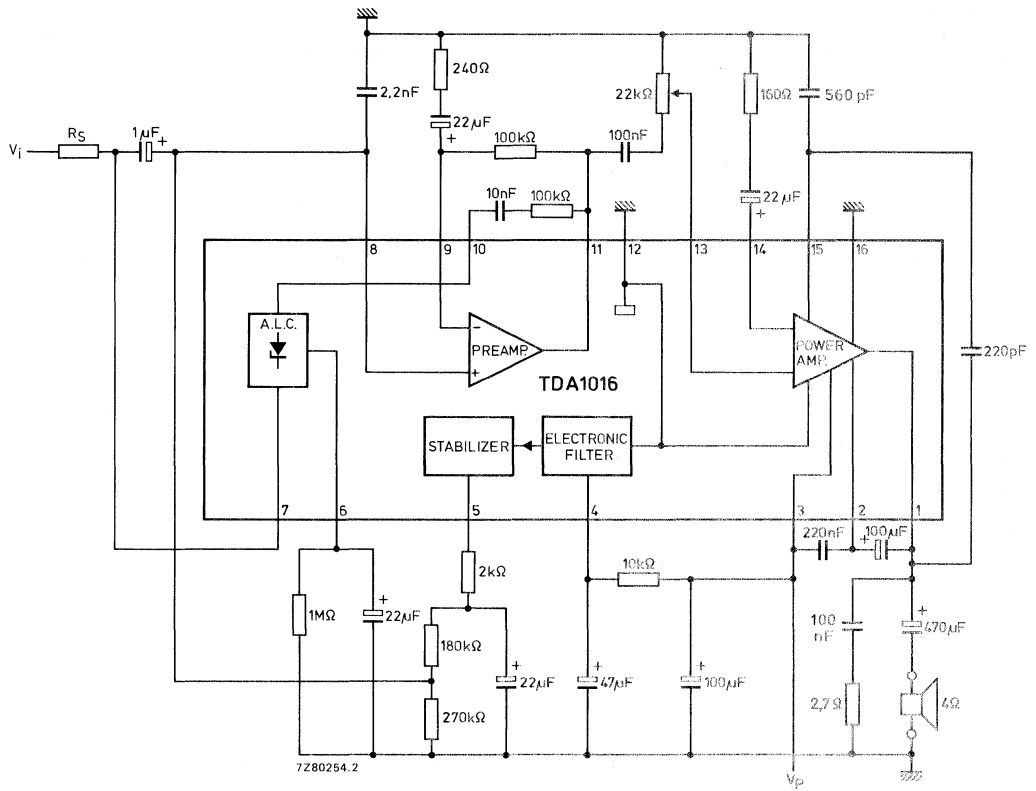 240Ω
2,2nF
22kΩ
160Ω
560 pF
RS
1µF +
22µF
+
100kΩ
100nF
Vi
10nF
100kΩ
22µF
+
8
9
10
11
12
13
14
15
16
A.L.C.
PREAMP.
−
+
POWER
AMP.
220pF
TDA1016
STABILIZER
ELECTRONIC
FILTER
7
6
5
4
3
2
1
220nF
+
100µF
2kΩ
10kΩ
1MΩ
+
22µF
180kΩ
100
nF
+
470µF
+
22µF
+
47µF
+
100µF
270kΩ
2,7Ω
4Ω
7Z80254.2
VP